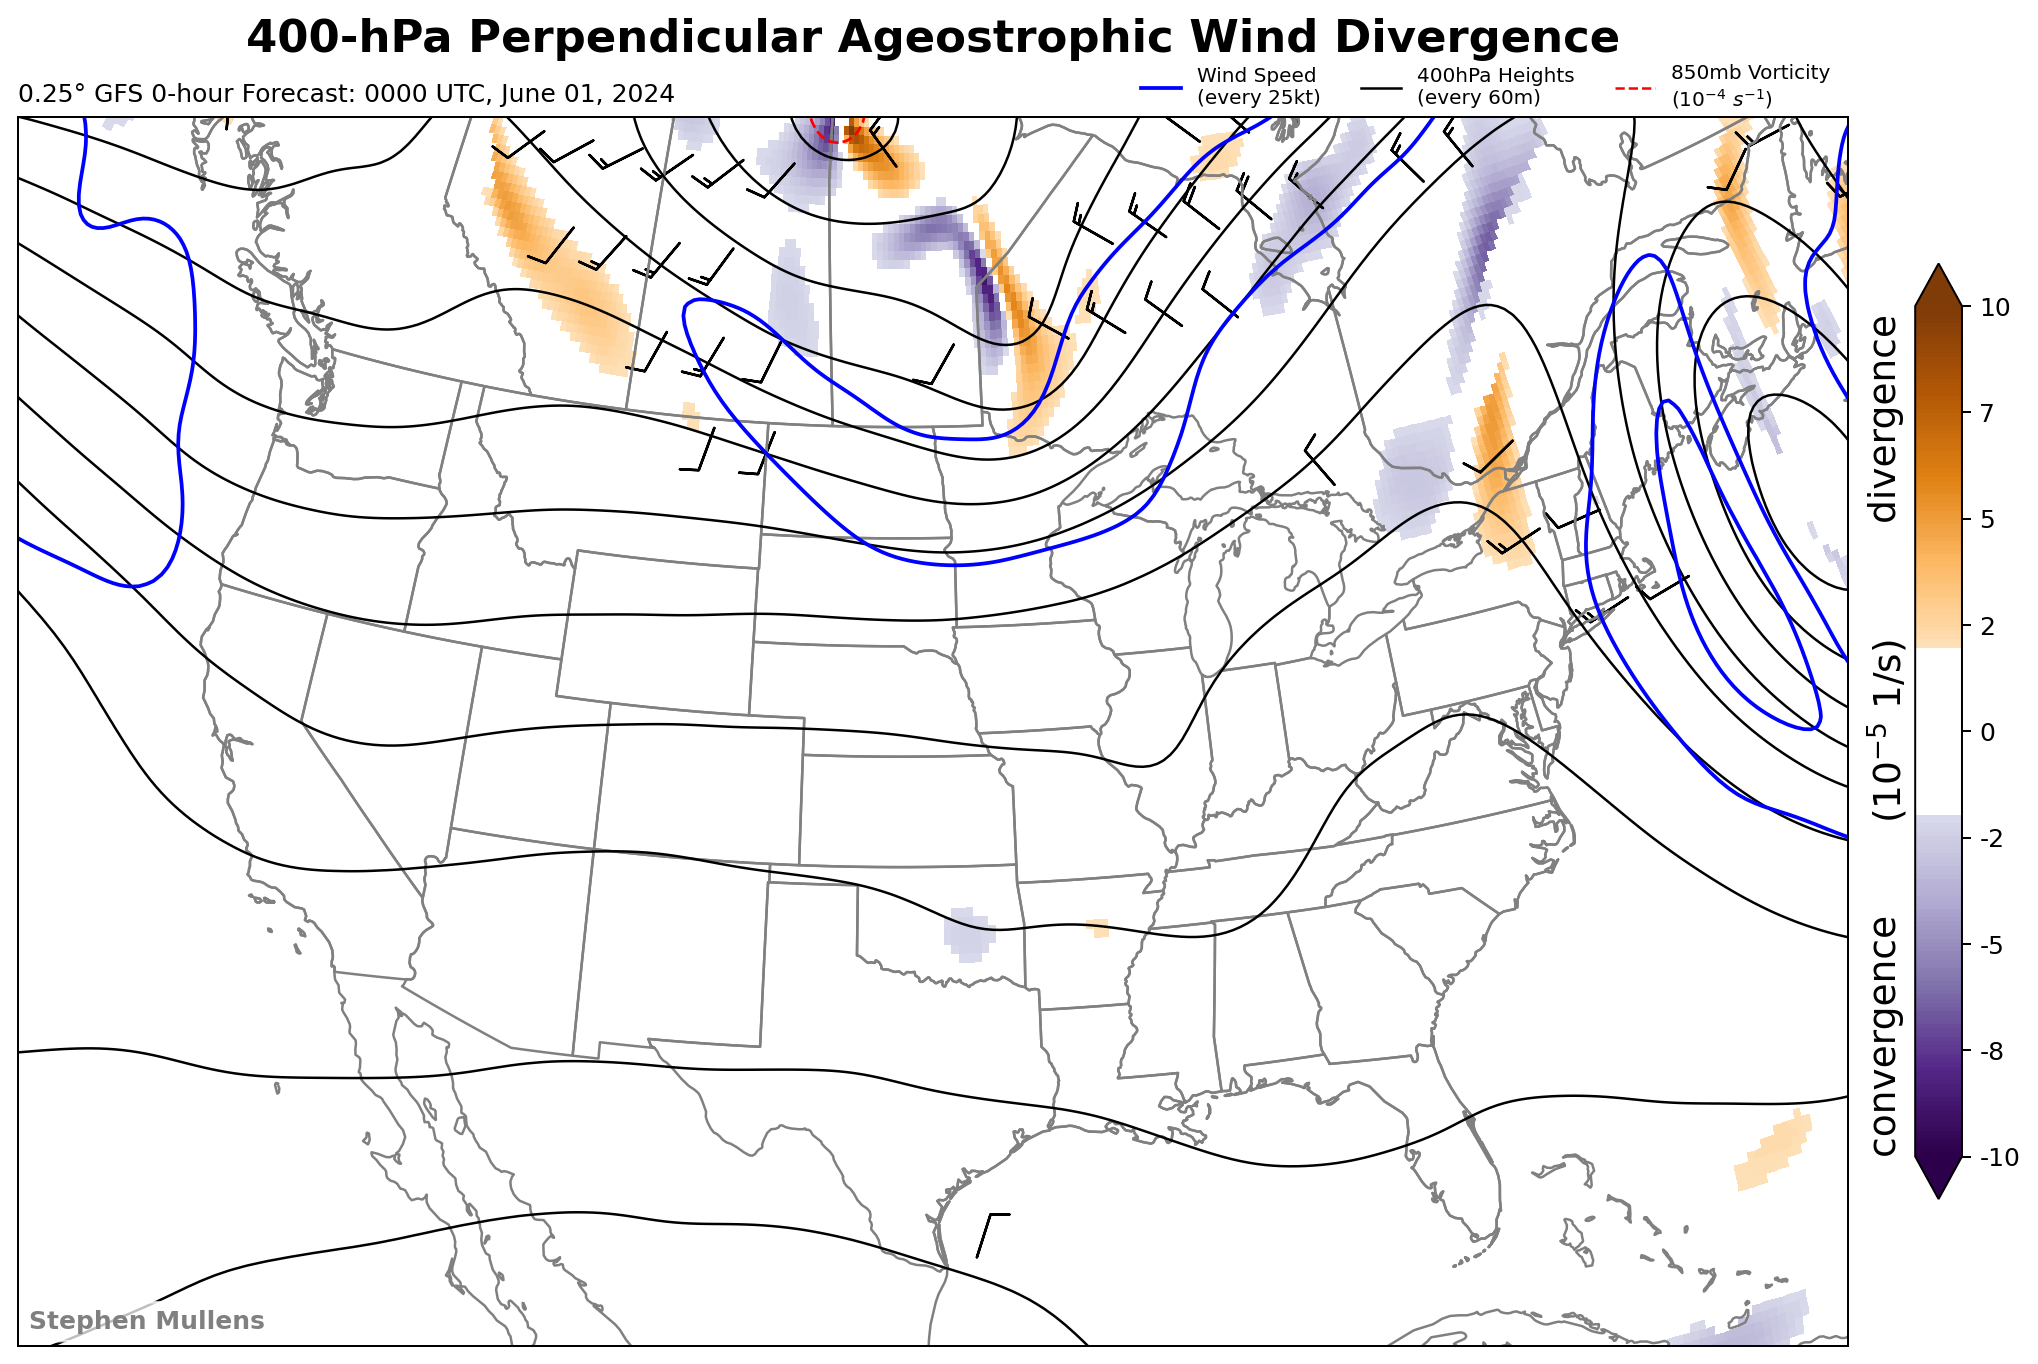 400-hPa Perpendicular Ageostrophic Wind Divergence
0.25° GFS 0-hour Forecast: 0000 UTC, June 01, 2024
Wind Speed
(every 25kt)
400hPa Heights
(every 60m)
850mb Vorticity
(10⁻⁴ s⁻¹)
10
7
5
2
0
-2
-5
-8
-10
convergence (10⁻⁵ 1/s) divergence
Stephen Mullens